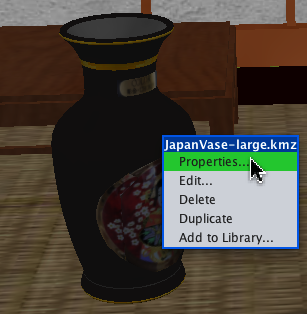 JapanVase-large.kmz
Properties...
Edit...
Delete
Duplicate
Add to Library...